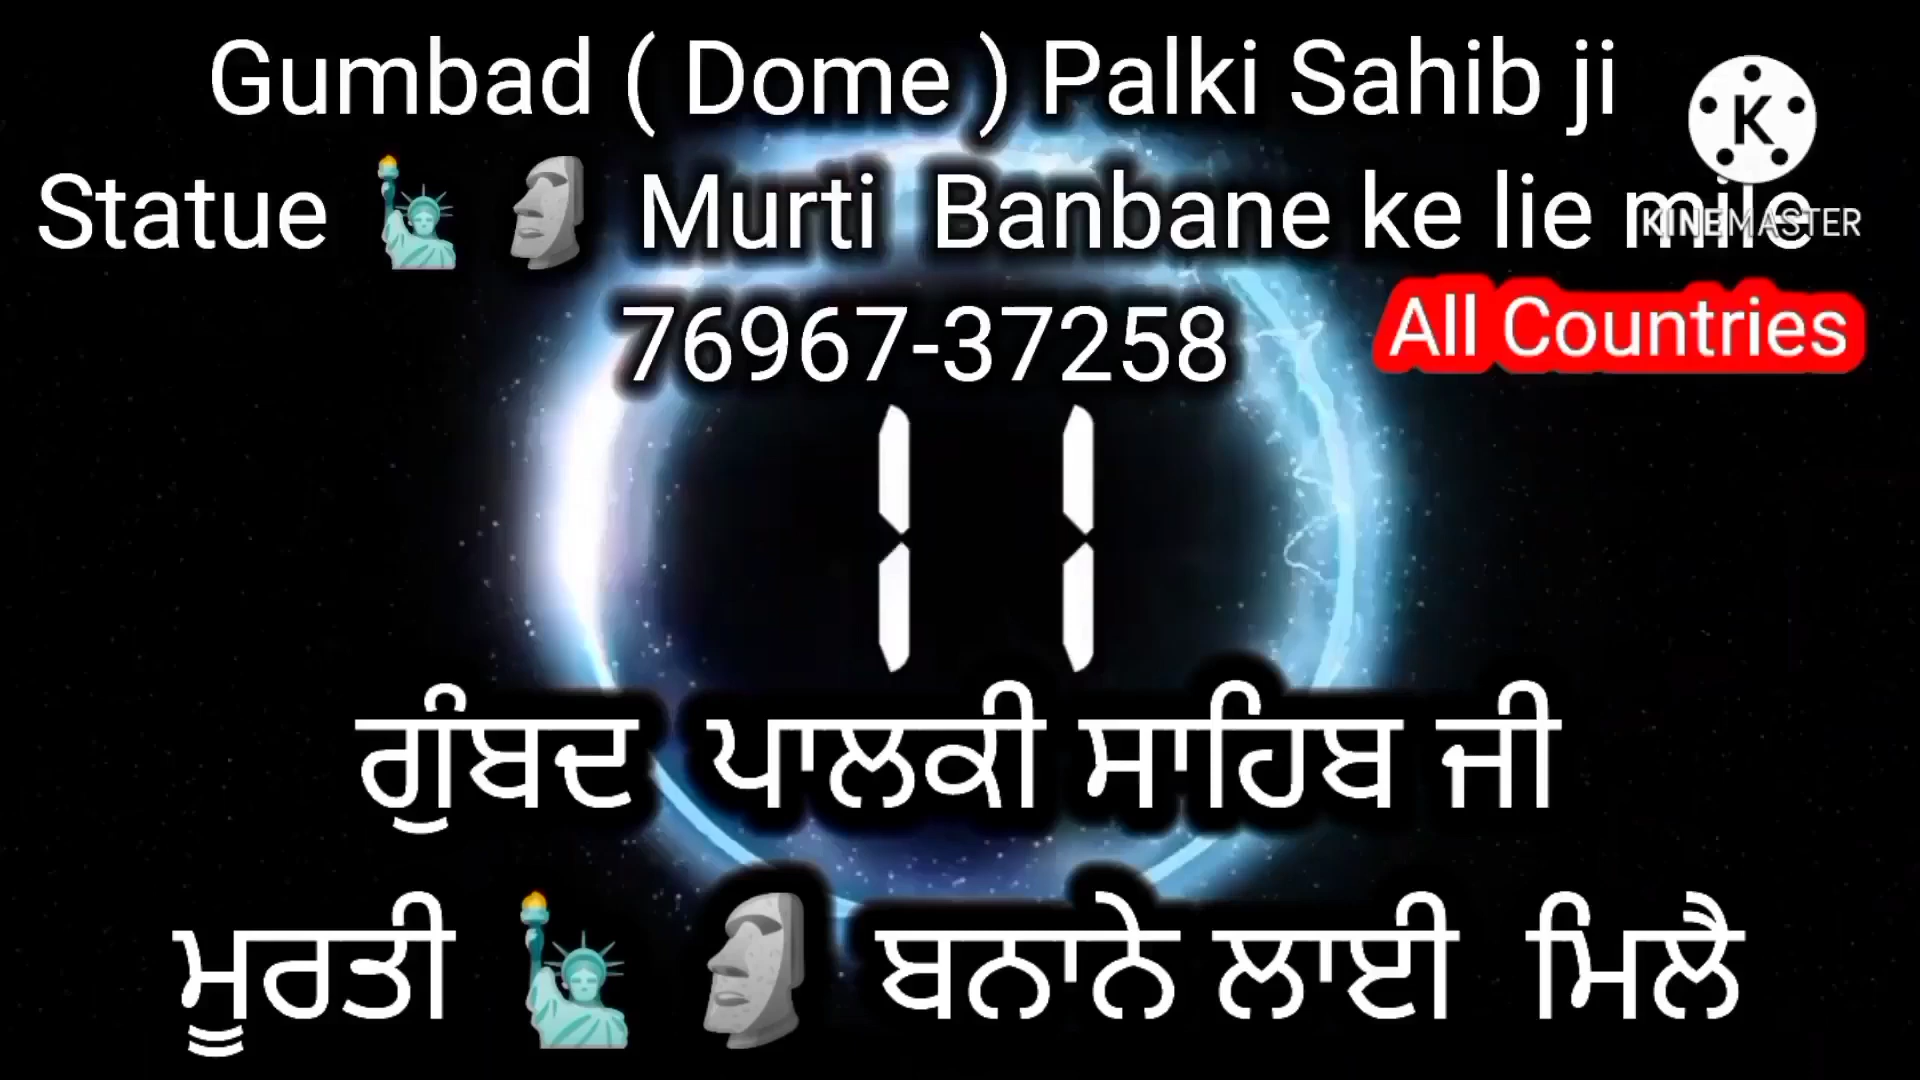 Gumbad ( Dome ) Palki Sahib ji
Statue 🗽 🗿 Murti Banbane ke lie mile
KINEMASTER
76967-37258
All Countries
11
ਗੁੰਬਦ ਪਾਲਕੀ ਸਾਹਿਬ ਜੀ
ਮੂਰਤੀ 🗽 🗿 ਬਨਾਨੇ ਲਾਈ ਮਿਲੈ